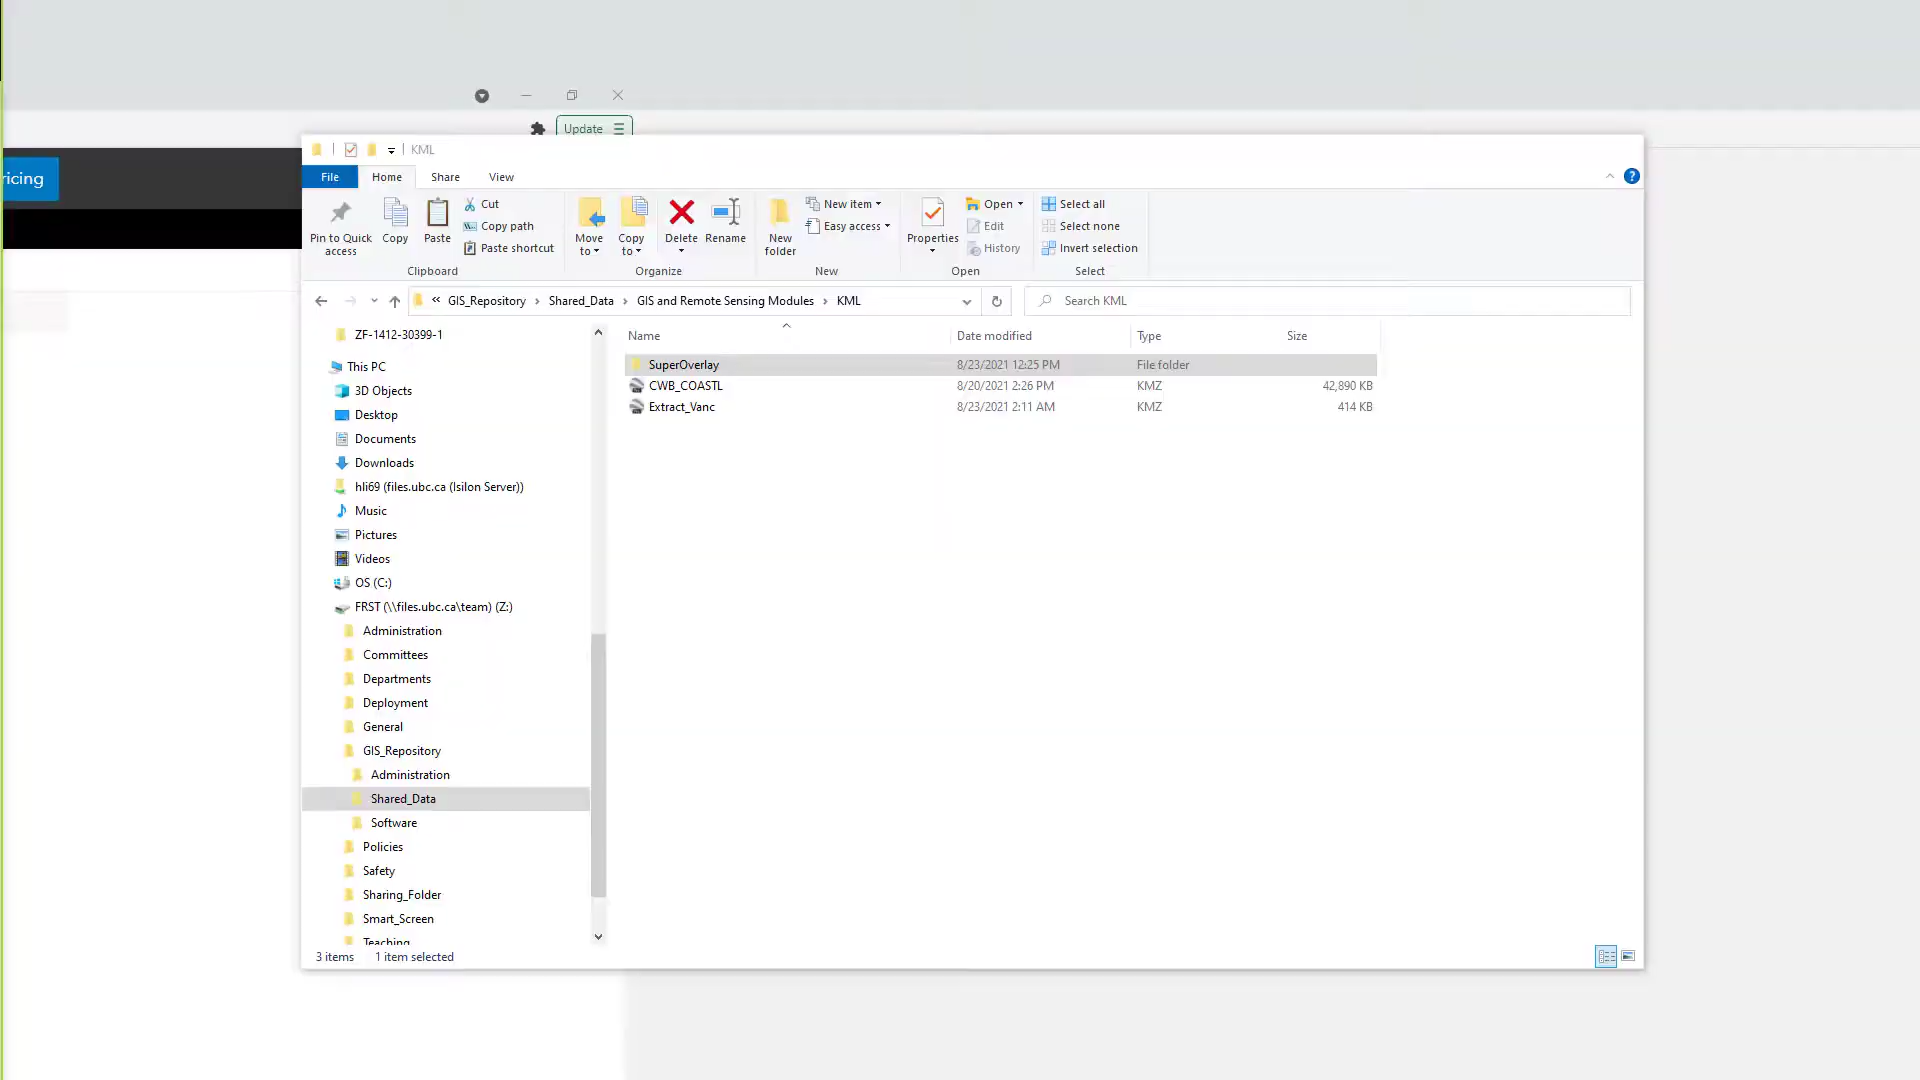 Update
KML
ricing
File Home Share View
Pin to Quick access
Copy
Paste
Cut
Copy path
Paste shortcut
Clipboard
Move to
Copy to
Delete
Rename
Organize
New folder
New item
Easy access
New
Properties
Open
Edit
History
Open
Select all
Select none
Invert selection
Select
« GIS_Repository › Shared_Data › GIS and Remote Sensing Modules › KML
Search KML
ZF-1412-30399-1
This PC
3D Objects
Desktop
Documents
Downloads
hli69 (files.ubc.ca (Isilon Server))
Music
Pictures
Videos
OS (C:)
FRST (\\files.ubc.ca\team) (Z:)
Administration
Committees
Departments
Deployment
General
GIS_Repository
Administration
Shared_Data
Software
Policies
Safety
Sharing_Folder
Smart_Screen
Teaching
Name Date modified Type Size
SuperOverlay 8/23/2021 12:25 PM File folder
CWB_COASTL 8/20/2021 2:26 PM KMZ 42,890 KB
Extract_Vanc 8/23/2021 2:11 AM KMZ 414 KB
3 items 1 item selected